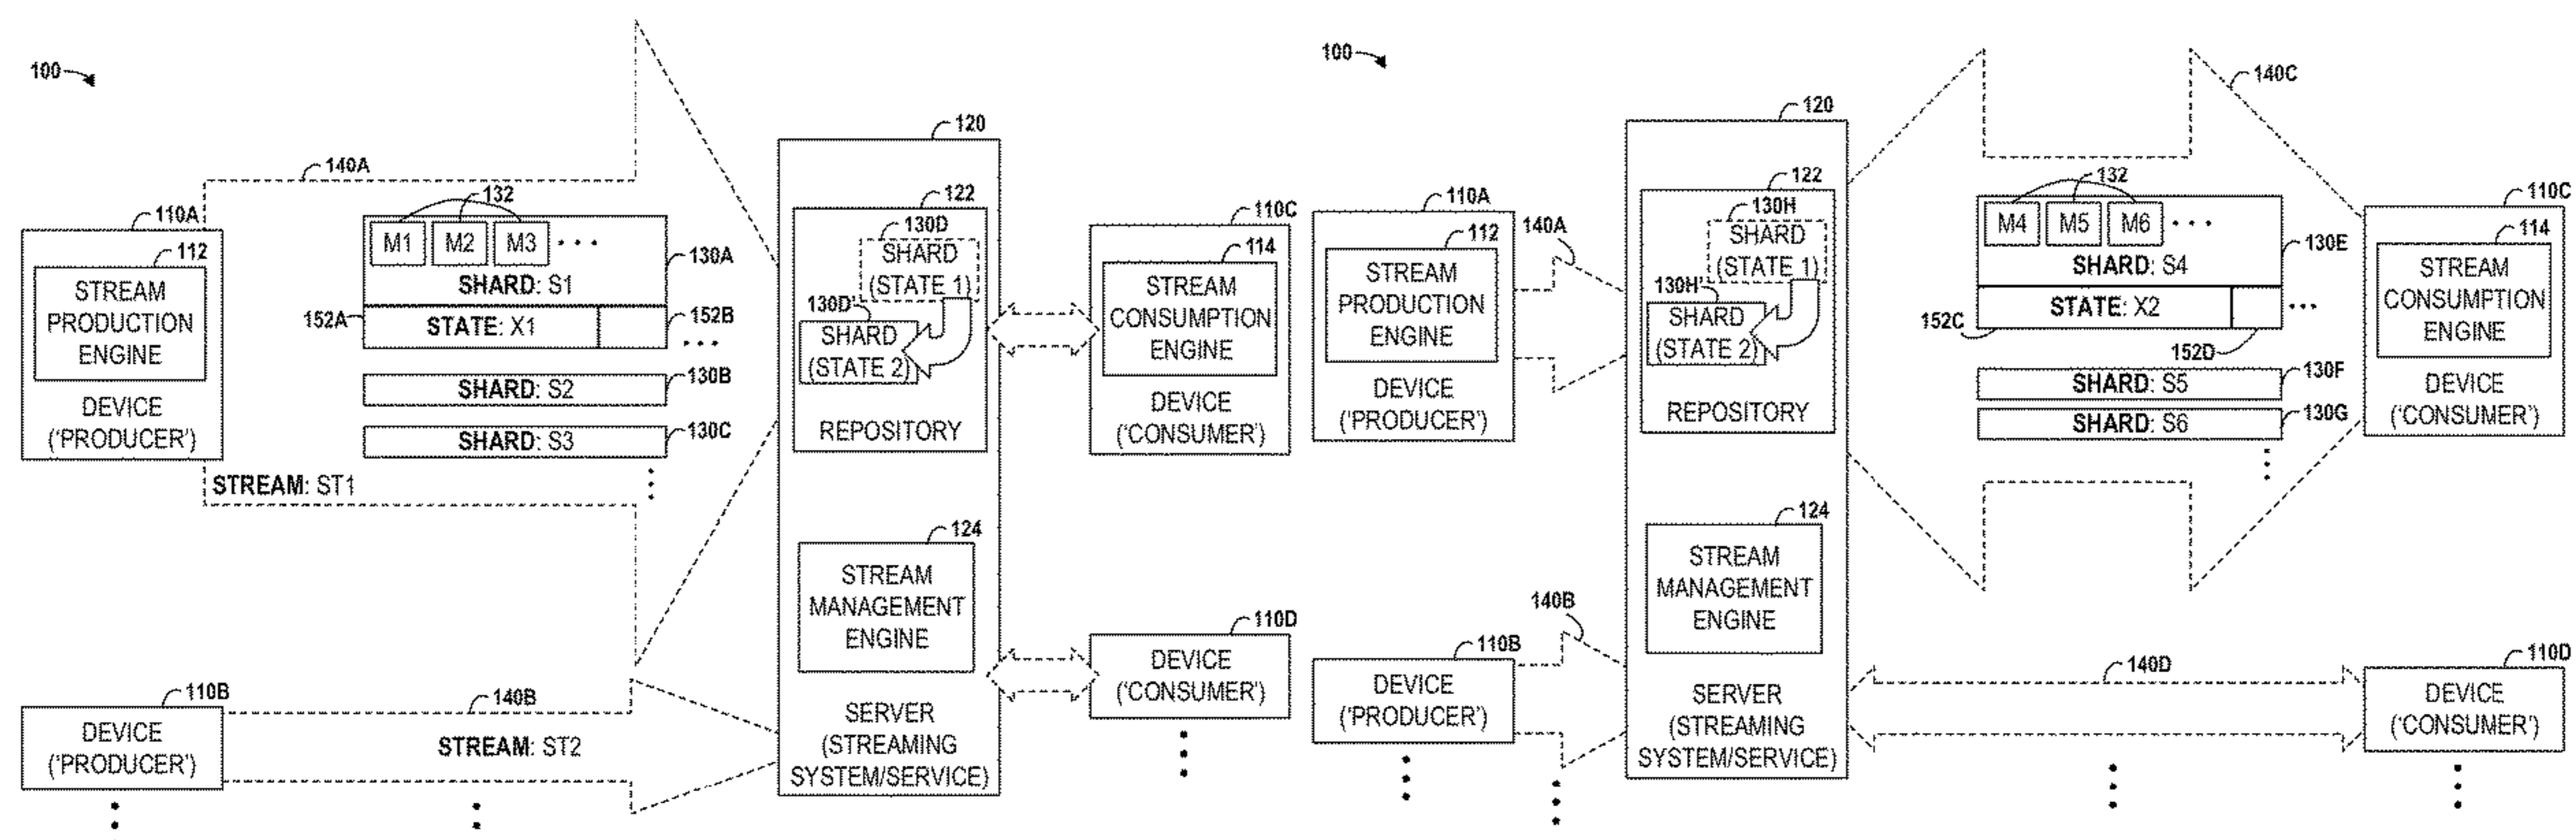 100
140A
110A
112
STREAM
PRODUCTION
ENGINE
DEVICE
('PRODUCER')
132
M1 M2 M3
SHARD: S1
130A
152A
STATE: X1
152B
SHARD: S2
130B
SHARD: S3
130C
STREAM: ST1
110B
DEVICE
('PRODUCER')
140B
STREAM: ST2
120
122
130D
SHARD
(STATE 1)
130D'
SHARD
(STATE 2)
REPOSITORY
124
STREAM
MANAGEMENT
ENGINE
SERVER
(STREAMING
SYSTEM/SERVICE)
110C
114
STREAM
CONSUMPTION
ENGINE
DEVICE
('CONSUMER')
110D
DEVICE
('CONSUMER')
100
110A
112
STREAM
PRODUCTION
ENGINE
DEVICE
('PRODUCER')
140A
110B
DEVICE
('PRODUCER')
140B
120
122
130H
SHARD
(STATE 1)
130H'
SHARD
(STATE 2)
REPOSITORY
124
STREAM
MANAGEMENT
ENGINE
SERVER
(STREAMING
SYSTEM/SERVICE)
140C
132
M4 M5 M6
SHARD: S4
130E
STATE: X2
152C
152D
SHARD: S5
130F
SHARD: S6
130G
110C
114
STREAM
CONSUMPTION
ENGINE
DEVICE
('CONSUMER')
140D
110D
DEVICE
('CONSUMER')